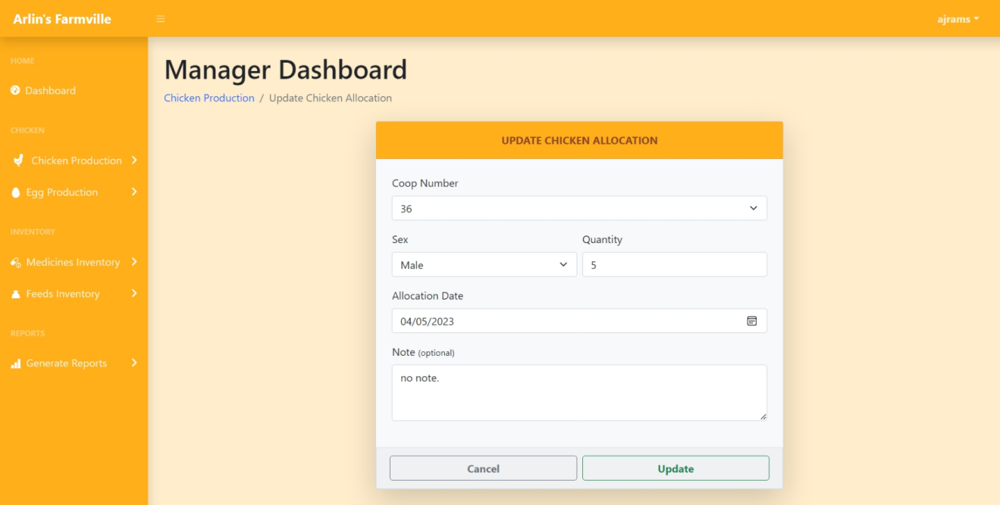 Arlin's Farmville
ajrams
HOME
Dashboard
CHICKEN
Chicken Production
Egg Production
INVENTORY
Medicines Inventory
Feeds Inventory
REPORTS
Generate Reports
Manager Dashboard
Chicken Production / Update Chicken Allocation
UPDATE CHICKEN ALLOCATION
Coop Number
36
Sex Quantity
Male 5
Allocation Date
04/05/2023
Note (optional)
no note.
Cancel Update